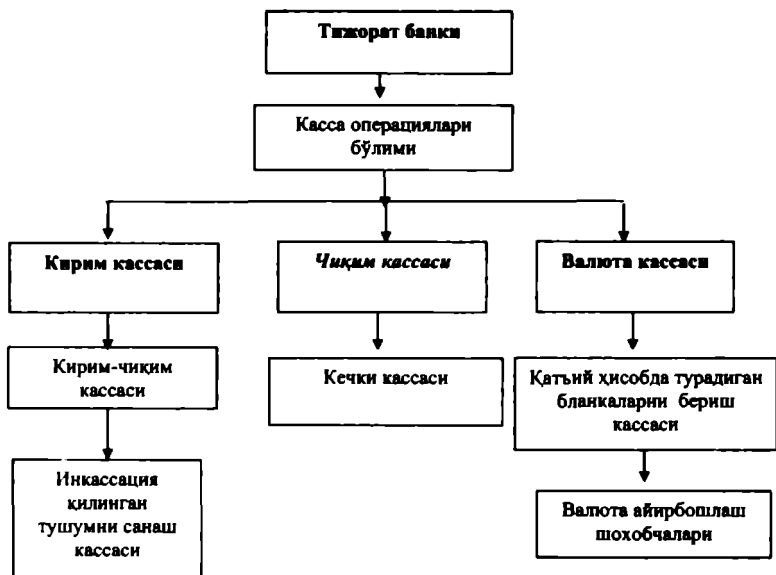 Тижорат банки
Касса операциялари
бўлими
Кирим кассаси
Чиқим кассаси
Валюта кассаси
Кирим-чиқим
кассаси
Кечки кассаси
Қатъий ҳисобда турадиган
бланкаларни бериш
кассаси
Инкассация
қилинган
тушумни санаш
кассаси
Валюта айирбошлаш
шохобчалари